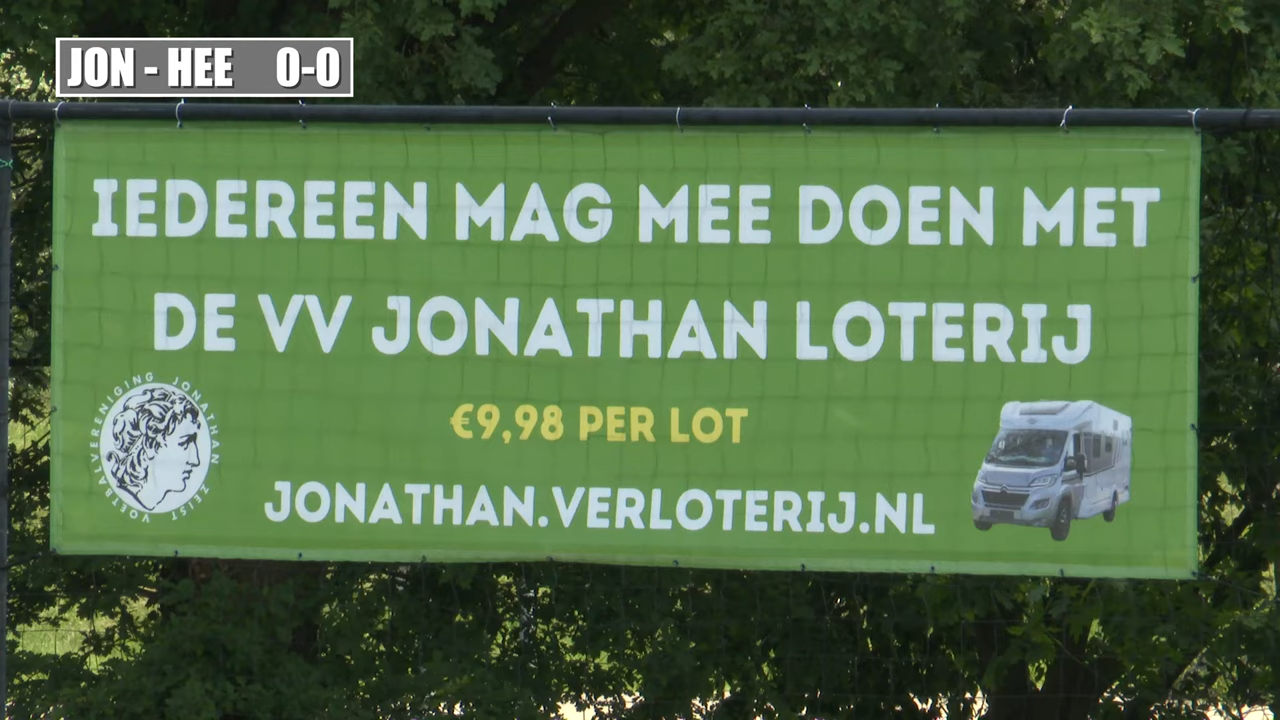 JON - HEE 0-0
IEDEREEN MAG MEE DOEN MET
DE VV JONATHAN LOTERIJ
€9,98 PER LOT
VOETBALVERENIGING JONATHAN ZEIST
JONATHAN.VERLOTERIJ.NL